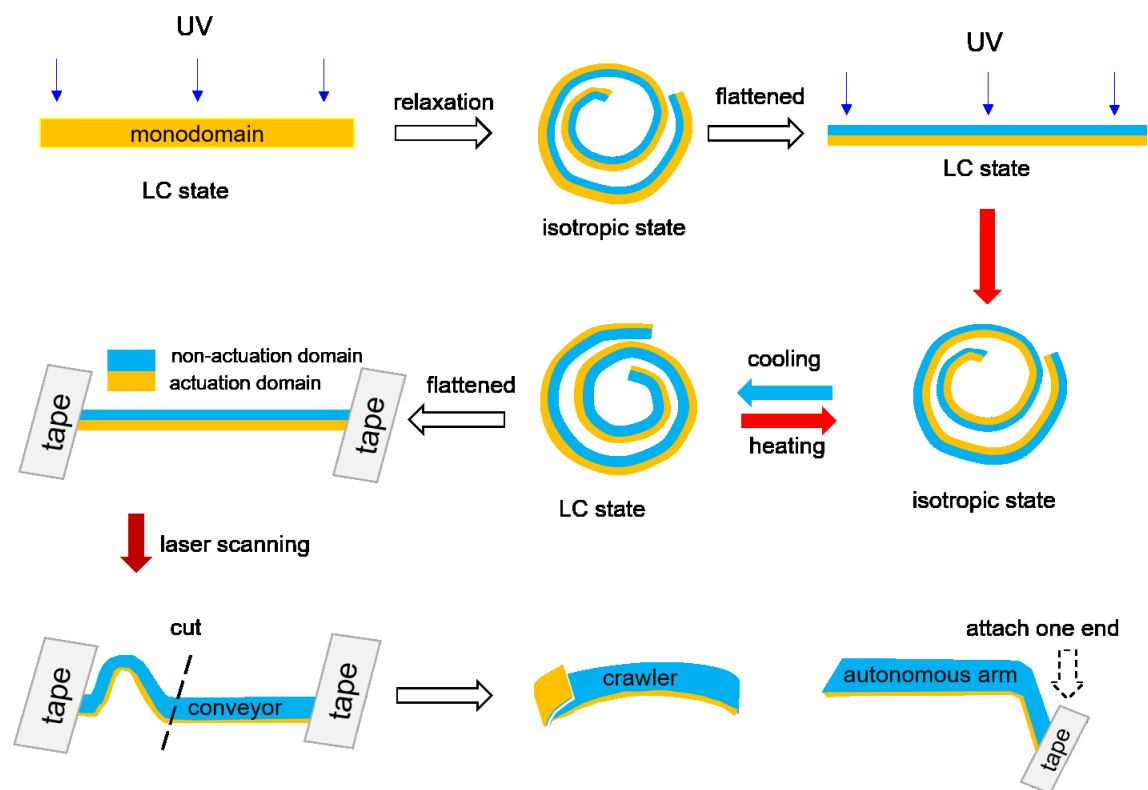 UV
relaxation
flattened
UV
monodomain
LC state
isotropic state
LC state
non-actuation domain
actuation domain
flattened
cooling
heating
tape
tape
LC state
isotropic state
laser scanning
cut
attach one end
tape
conveyor
tape
crawler
autonomous arm
tape